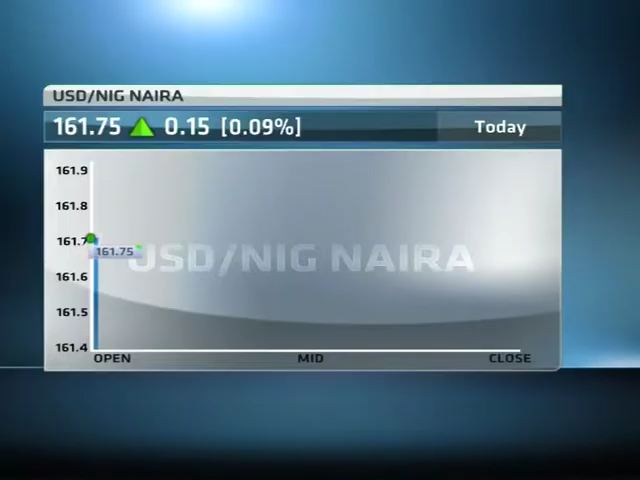 USD/NIG NAIRA
161.75 0.15 [0.09%] Today
161.9
161.8
161.7
161.75
USD/NIG NAIRA
161.6
161.5
161.4
OPEN MID CLOSE